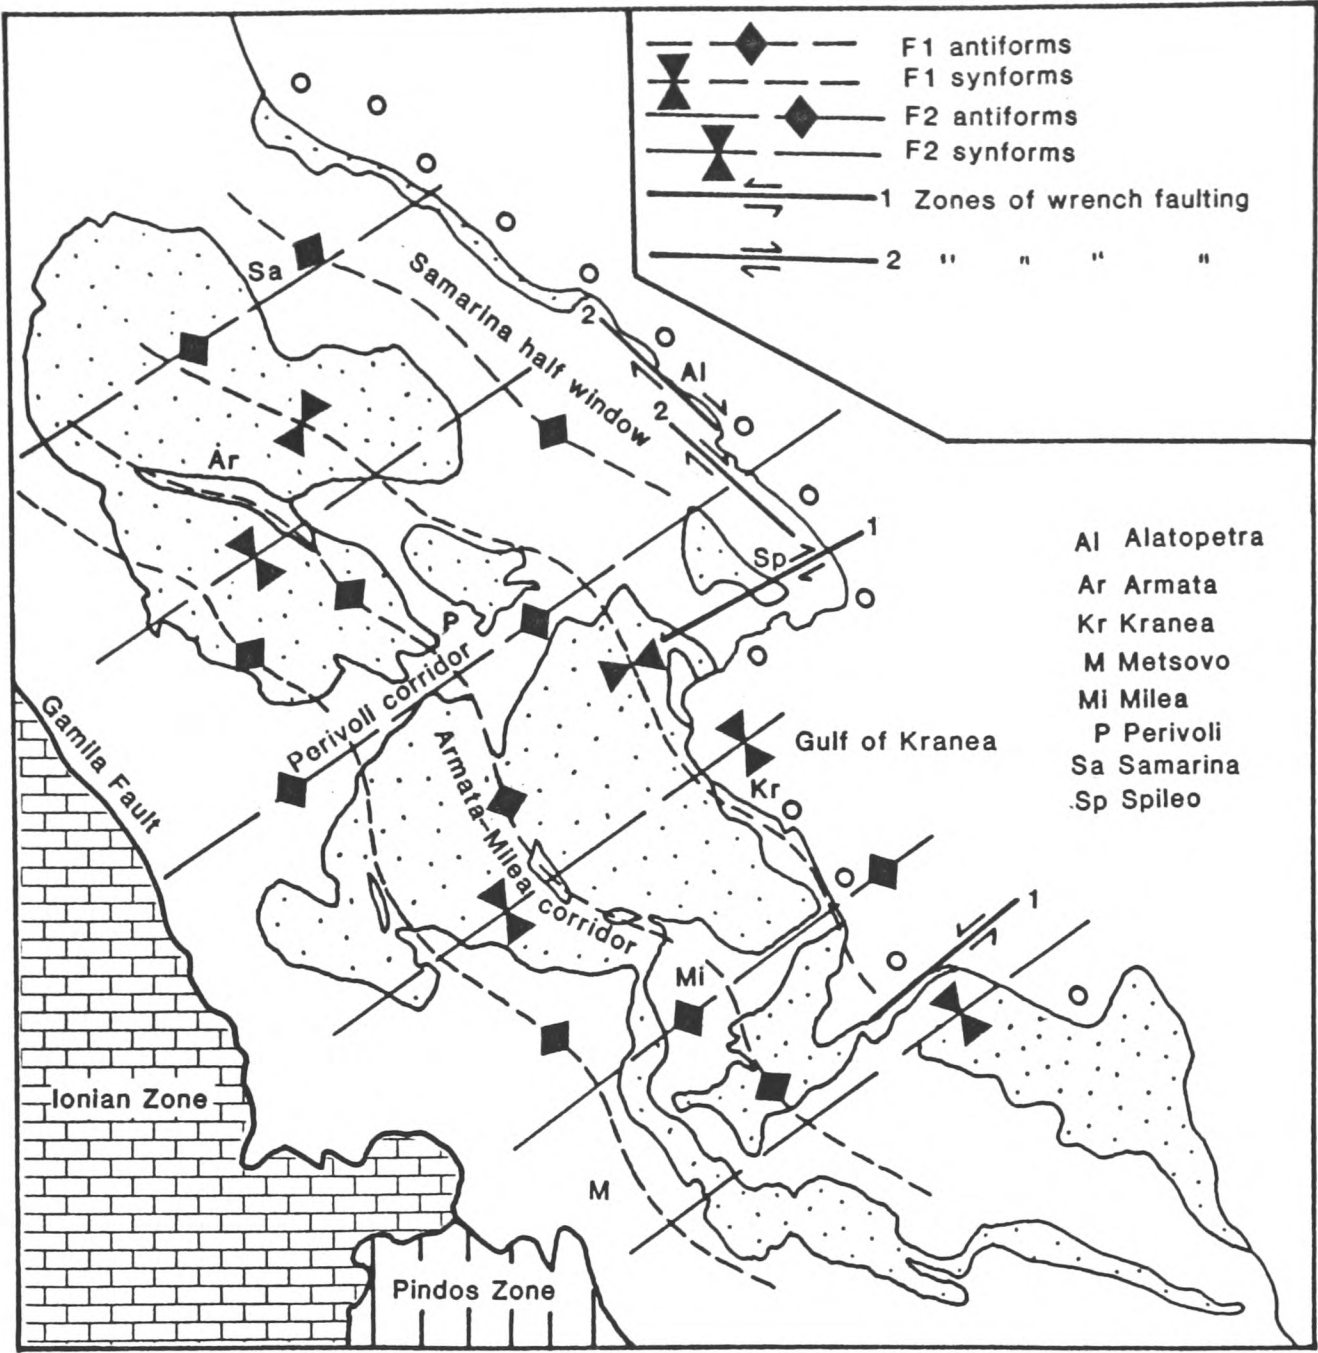 F1 antiforms
F1 synforms
F2 antiforms
F2 synforms
1 Zones of wrench faulting
2 " " " "
Sa
Samarina half window
2
Al
2
Ar
1
Sp
P
Perivoli corridor
Gamila Fault
Armata-Milea corridor
Gulf of Kranea
Kr
1
Mi
M
Ionian Zone
Pindos Zone
Al Alatopetra
Ar Armata
Kr Kranea
M Metsovo
Mi Milea
P Perivoli
Sa Samarina
Sp Spileo